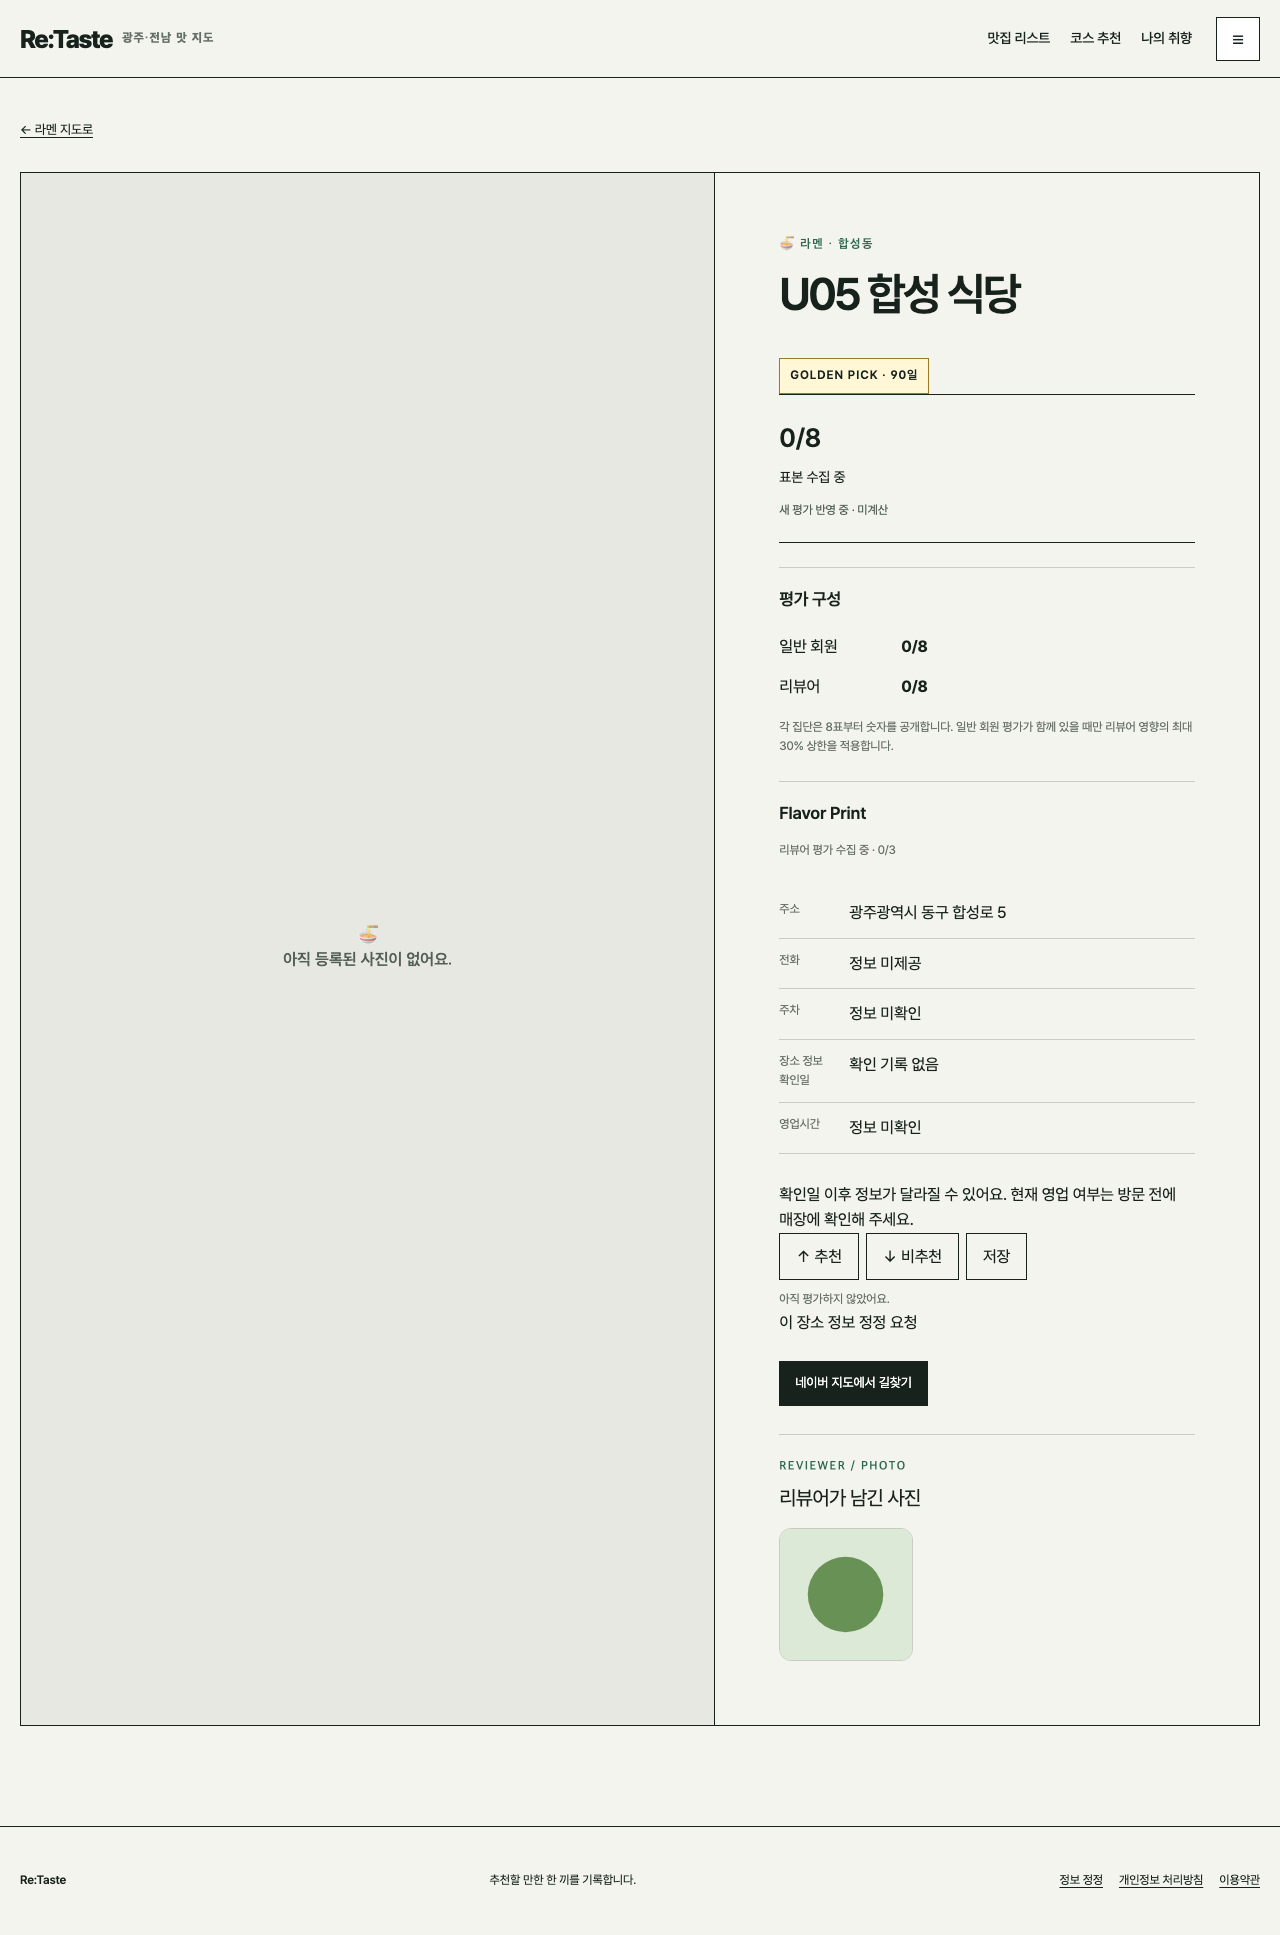 Re:Taste 광주·전남 맛 지도
맛집 리스트 코스 추천 나의 취향 ≡
← 라멘 지도로
아직 등록된 사진이 없어요.
라멘 · 합성동
U05 합성 식당
GOLDEN PICK · 90일
0/8
표본 수집 중
새 평가 반영 중 · 미계산
평가 구성
일반 회원 0/8
리뷰어 0/8
각 집단은 8표부터 숫자를 공개합니다. 일반 회원 평가가 함께 있을 때만 리뷰어 영향의 최대
30% 상한을 적용합니다.
Flavor Print
리뷰어 평가 수집 중 · 0/3
주소 광주광역시 동구 합성로 5
전화 정보 미제공
주차 정보 미확인
장소 정보 확인 기록 없음
확인일
영업시간 정보 미확인
확인일 이후 정보가 달라질 수 있어요. 현재 영업 여부는 방문 전에
매장에 확인해 주세요.
↑ 추천 ↓ 비추천 저장
아직 평가하지 않았어요.
이 장소 정보 정정 요청
네이버 지도에서 길찾기
REVIEWER / PHOTO
리뷰어가 남긴 사진
Re:Taste 추천할 만한 한 끼를 기록합니다. 정보 정정 개인정보 처리방침 이용약관